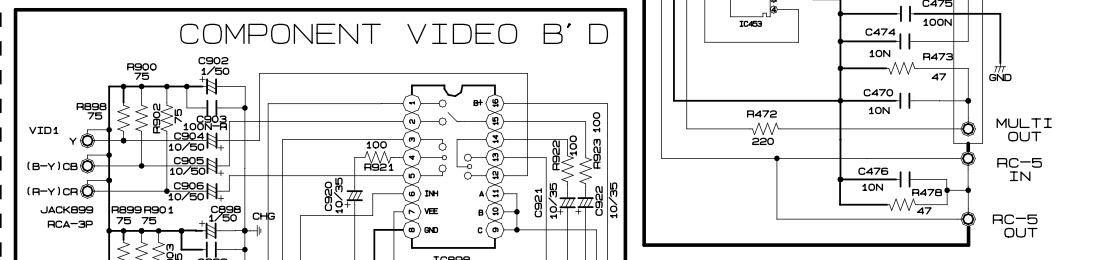 COMPONENT VIDEO B'D
C902
1/50
R900
75
R898
75
R902
75
C903
100N-R
VID1
Y
C904
10/50
(B-Y)CB
C905
10/50
(R-Y)CR
C906
10/50
JACK899
RCA-3P
R899
75
R901
75
C898
1/50
CHG
100
R921
C920
10/35
1
2
3
4
5
6
7
8
INH
VEE
GND
B+
A
B
C
16
15
14
13
12
11
10
9
R922
100
R923
100
C921
10/35
C922
10/35
IC898
IC453
C475
100N
C474
10N
R473
47
GND
C470
10N
R472
220
MULTI
OUT
RC-5
IN
C476
10N
R478
47
RC-5
OUT